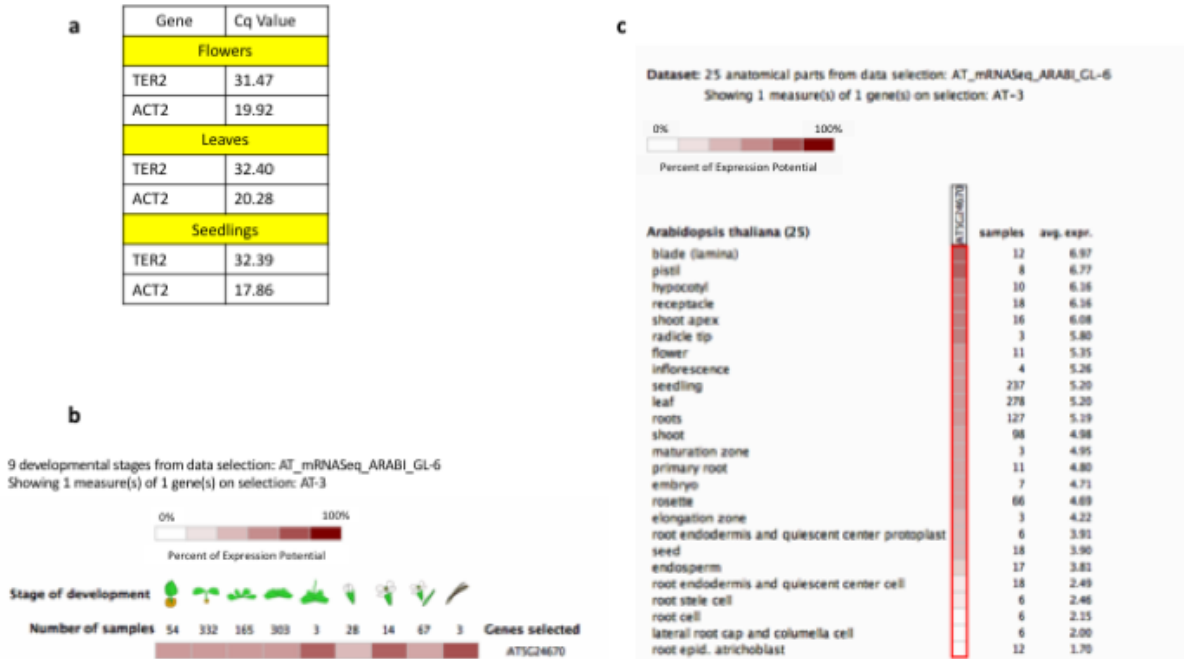 a
Gene Cq Value
Flowers
TER2 31.47
ACT2 19.92
Leaves
TER2 32.40
ACT2 20.28
Seedlings
TER2 32.39
ACT2 17.86
b
9 developmental stages from data selection: AT_mRNASeq_ARABI_GL-6
Showing 1 measure(s) of 1 gene(s) on selection: AT-3
0% 100%
Percent of Expression Potential
Stage of development
Number of samples 54 332 165 303 3 28 14 67 3 Genes selected
AT5G24670
c
Dataset: 25 anatomical parts from data selection: AT_mRNASeq_ARABI_GL-6
Showing 1 measure(s) of 1 gene(s) on selection: AT-3
0% 100%
Percent of Expression Potential
AT5G24670
Arabidopsis thaliana (25) samples avg. expr.
blade (lamina) 12 6.97
pistil 8 6.77
hypocotyl 10 6.16
receptacle 18 6.16
shoot apex 16 6.08
radicle tip 3 5.80
flower 11 5.35
inflorescence 4 5.26
seedling 237 5.20
leaf 278 5.20
roots 127 5.19
shoot 98 4.98
maturation zone 3 4.95
primary root 11 4.80
embryo 7 4.71
rosette 66 4.69
elongation zone 3 4.22
root endodermis and quiescent center protoplast 6 3.91
seed 18 3.90
endosperm 17 3.81
root endodermis and quiescent center cell 18 2.49
root stele cell 6 2.46
root cell 6 2.15
lateral root cap and columella cell 6 2.00
root epid. atrichoblast 12 1.70